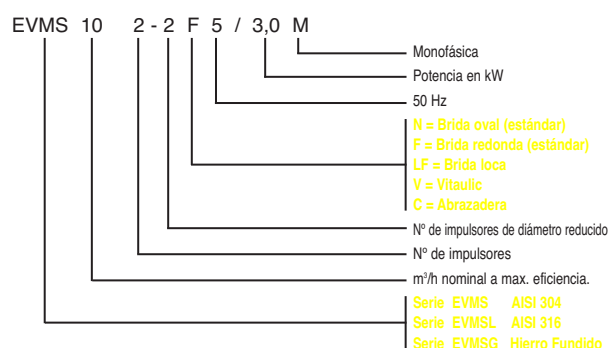 EVMS 10 2 - 2 F 5 / 3,0 M
Monofásica
Potencia en kW
50 Hz
N = Brida oval (estándar)
F = Brida redonda (estándar)
LF = Brida loca
V = Vitaulic
C = Abrazadera
Nº de impulsores de diámetro reducido
Nº de impulsores
m³/h nominal a max. eficiencia.
Serie EVMS AISI 304
Serie EVMSL AISI 316
Serie EVMSG Hierro Fundido